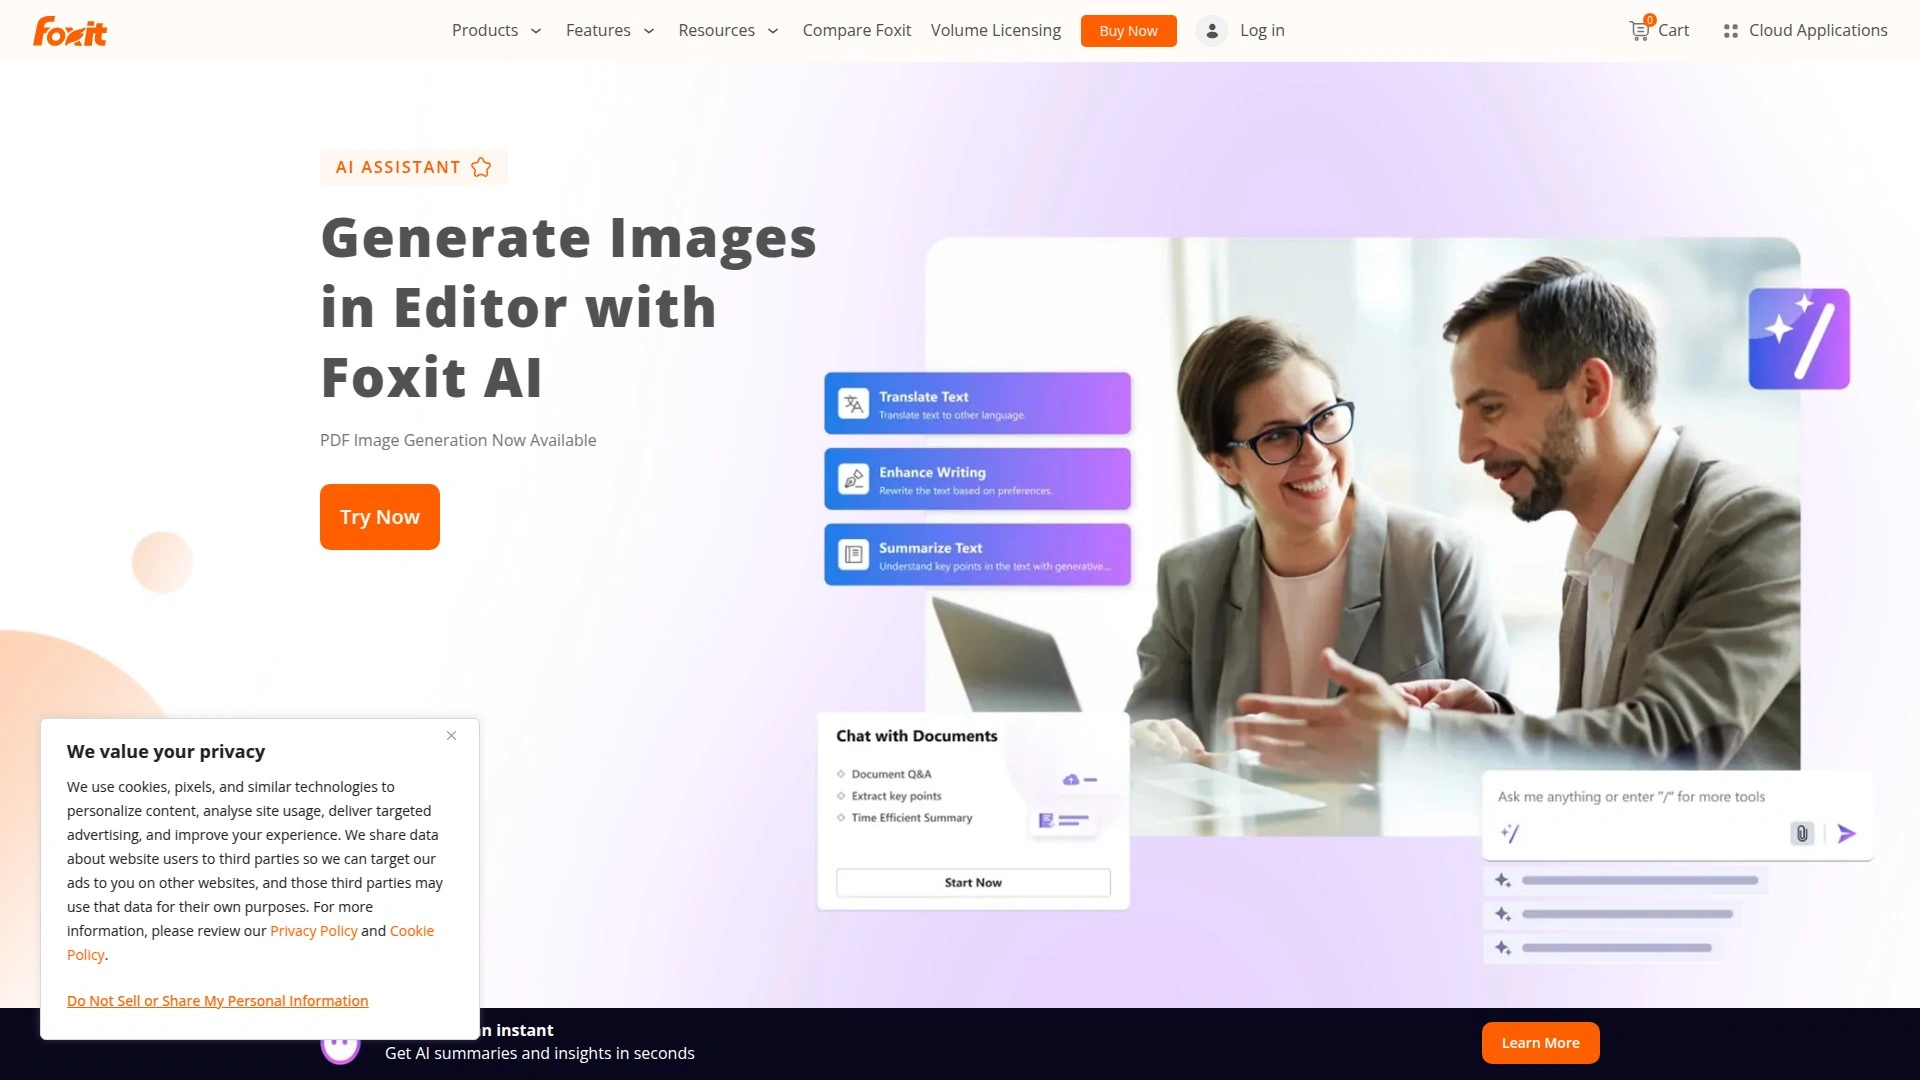 Foxit
Products
Features
Resources
Compare Foxit
Volume Licensing
Buy Now
Log in
0
Cart
Cloud Applications
AI ASSISTANT
Generate Images
in Editor with
Foxit AI
PDF Image Generation Now Available
Try Now
Translate Text
Translate text to other language.
Enhance Writing
Rewrite the text based on preferences.
Summarize Text
Understand key points in the text with generative...
Chat with Documents
Document Q&A
Extract key points
Time Efficient Summary
Start Now
Ask me anything or enter "/" for more tools
We value your privacy
We use cookies, pixels, and similar technologies to
personalize content, analyse site usage, deliver targeted
advertising, and improve your experience. We share data
about website users to third parties so we can target our
ads to you on other websites, and those third parties may
use that data for their own purposes. For more
information, please review our Privacy Policy and Cookie
Policy.
Do Not Sell or Share My Personal Information
n instant
Get AI summaries and insights in seconds
Learn More